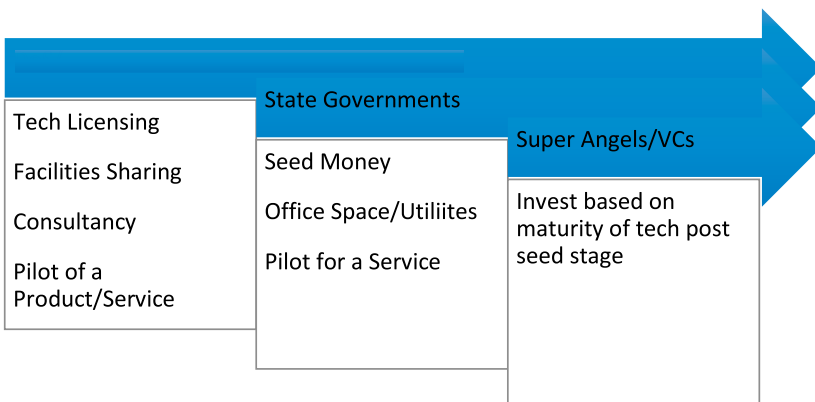 Tech Licensing
Facilities Sharing
Consultancy
Pilot of a
Product/Service
State Governments
Seed Money
Office Space/Utiliites
Pilot for a Service
Super Angels/VCs
Invest based on
maturity of tech post
seed stage